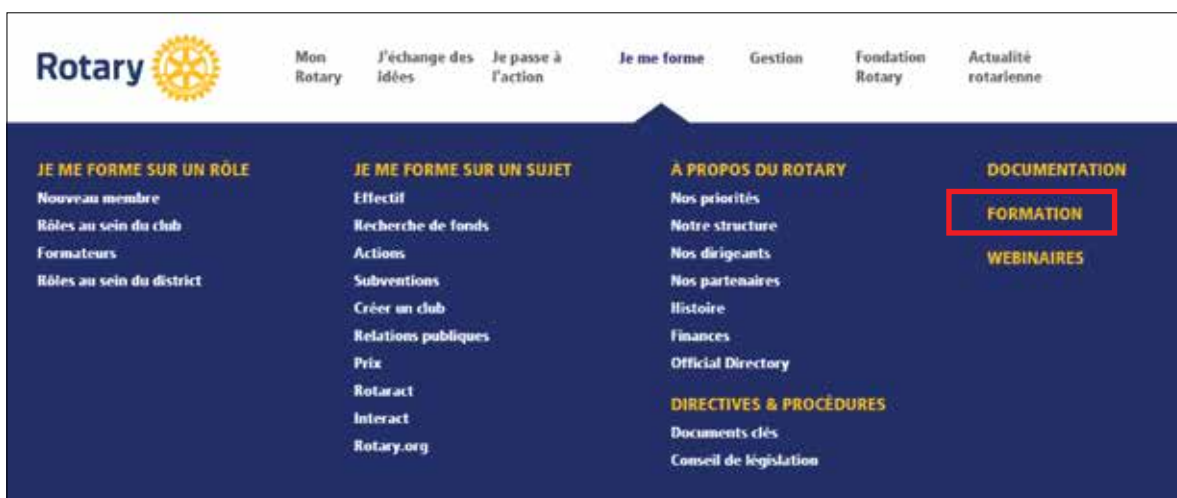 Rotary
Mon
Rotary
J'échange des
idées
Je passe à
l'action
Je me forme
Gestion
Fondation
Rotary
Actualité
rotarienne
JE ME FORME SUR UN RÔLE
Nouveau membre
Rôles au sein du club
Formateurs
Rôles au sein du district
JE ME FORME SUR UN SUJET
Effectif
Recherche de fonds
Actions
Subventions
Créer un club
Relations publiques
Prix
Rotaract
Interact
Rotary.org
À PROPOS DU ROTARY
Nos priorités
Notre structure
Nos dirigeants
Nos partenaires
Histoire
Finances
Official Directory
DIRECTIVES & PROCÉDURES
Documents clés
Conseil de législation
DOCUMENTATION
FORMATION
WEBINAIRES